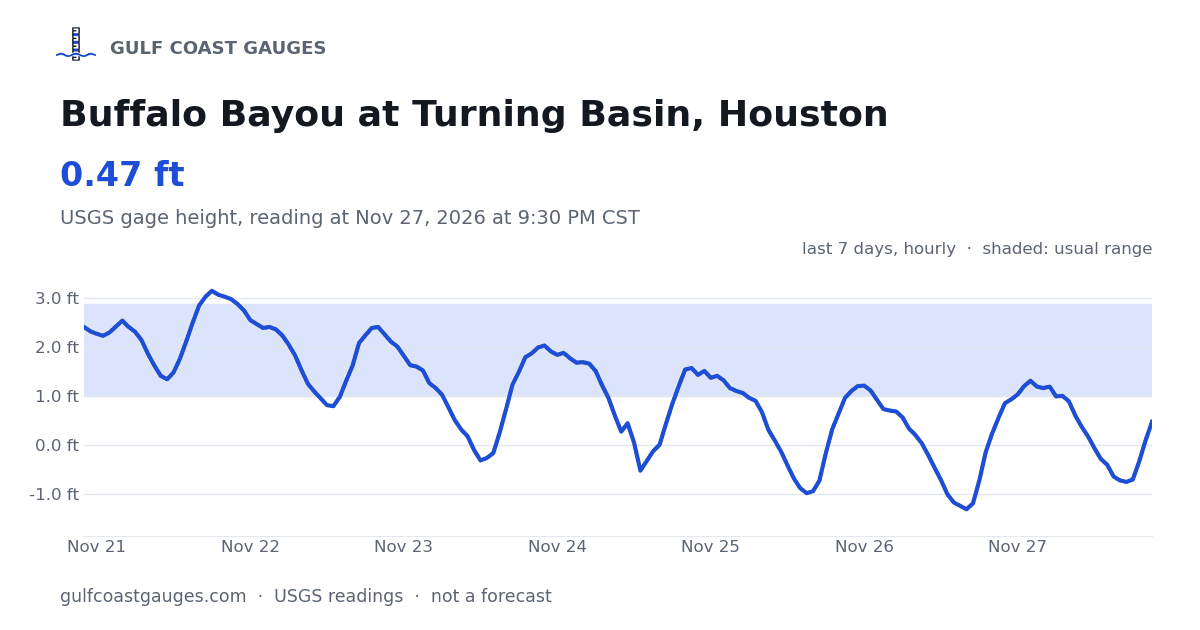 GULF COAST GAUGES
Buffalo Bayou at Turning Basin, Houston
0.47 ft
USGS gage height, reading at Nov 27, 2026 at 9:30 PM CST
last 7 days, hourly · shaded: usual range
3.0 ft
2.0 ft
1.0 ft
0.0 ft
-1.0 ft
Nov 21 Nov 22 Nov 23 Nov 24 Nov 25 Nov 26 Nov 27
gulfcoastgauges.com · USGS readings · not a forecast